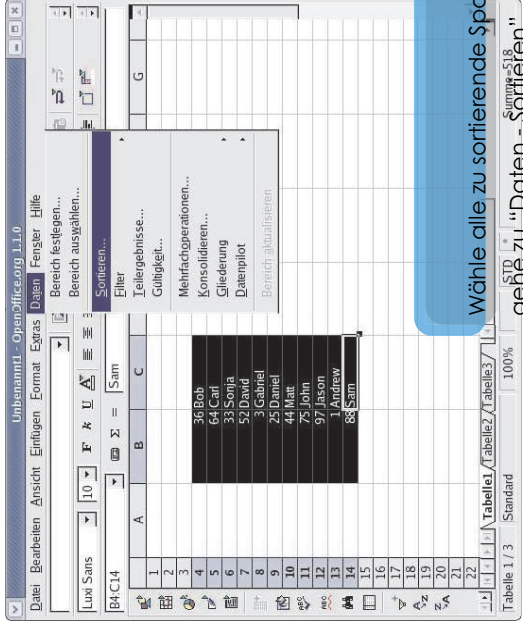 Unbenannt1 - OpenOffice.org 1.1.0
Datei Bearbeiten Ansicht Einfügen Format Extras Daten Fenster Hilfe
Luxi Sans 10 F k U A
B4:C14 Σ = Sam
Bereich festlegen...
Bereich auswählen...
Sortieren...
Filter
Teilergebnisse...
Gültigkeit...
Mehrfachoperationen...
Konsolidieren...
Gliederung
Datenpilot
Bereich aktualisieren
A B C G
1
2
3
4 36 Bob
5 64 Carl
6 33 Sonja
7 52 David
8 3 Gabriel
9 25 Daniel
10 44 Matt
11 75 John
12 97 Jason
13 1 Andrew
14 88 Sam
15
16
17
18
19
20
21
22
Tabelle1 Tabelle2 Tabelle3
Tabelle 1 / 3 Standard 100% STD * Summe=518
Wähle alle zu sortierende Spa
gehe zu "Daten - Sortieren"